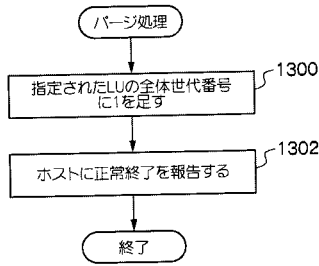 パージ処理
1300
指定されたLUの全体世代番号
に1を足す
1302
ホストに正常終了を報告する
終了